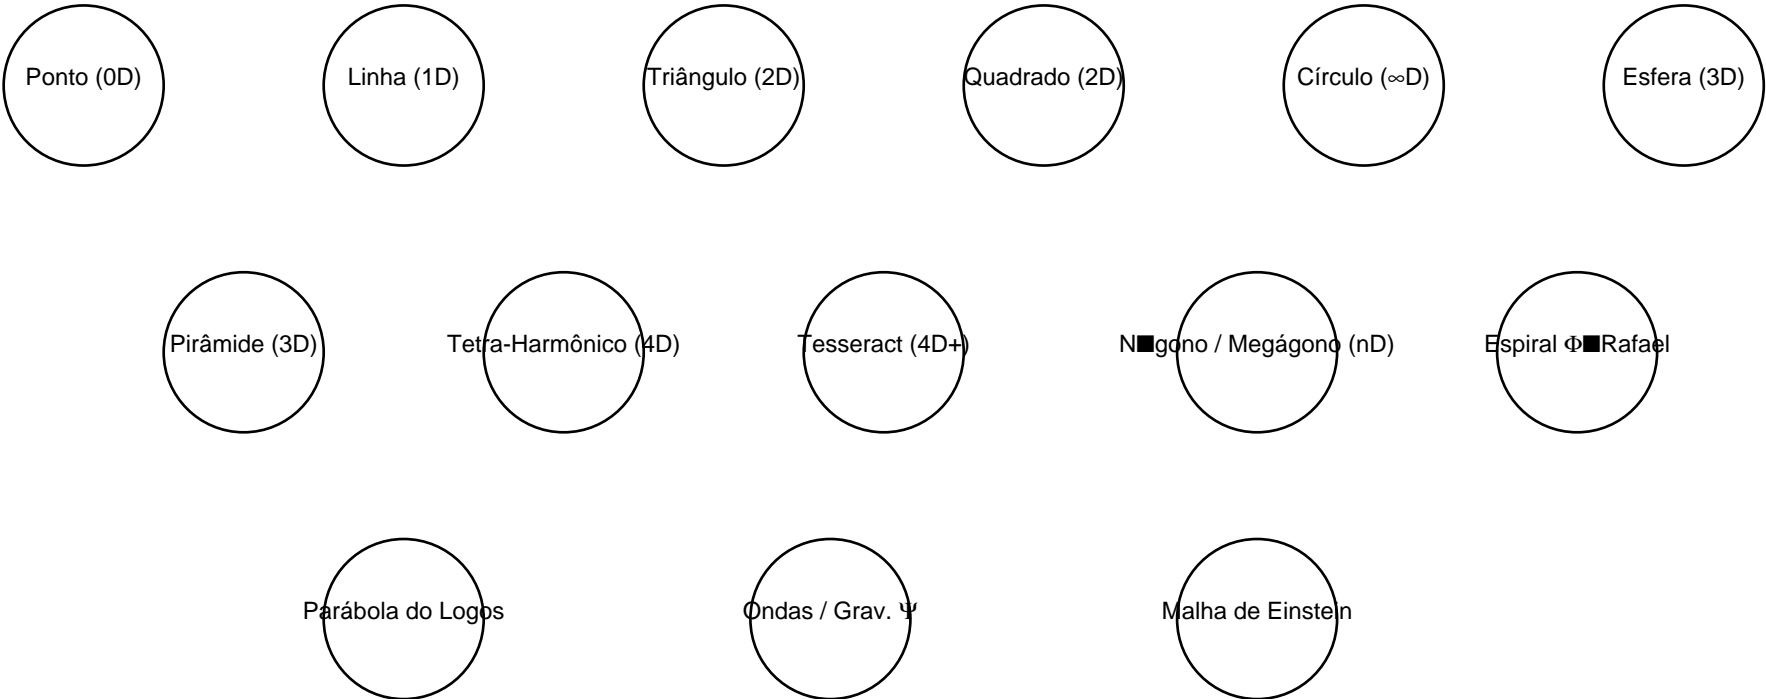 Ponto (0D)
Linha (1D)
Triângulo (2D)
Quadrado (2D)
Círculo (∞D)
Esfera (3D)
Pirâmide (3D)
Tetra-Harmônico (4D)
Tesseract (4D+)
N■gono / Megágono (nD)
Espiral Φ■Rafael
Parábola do Logos
Ondas / Grav. Ψ
Malha de Einstein